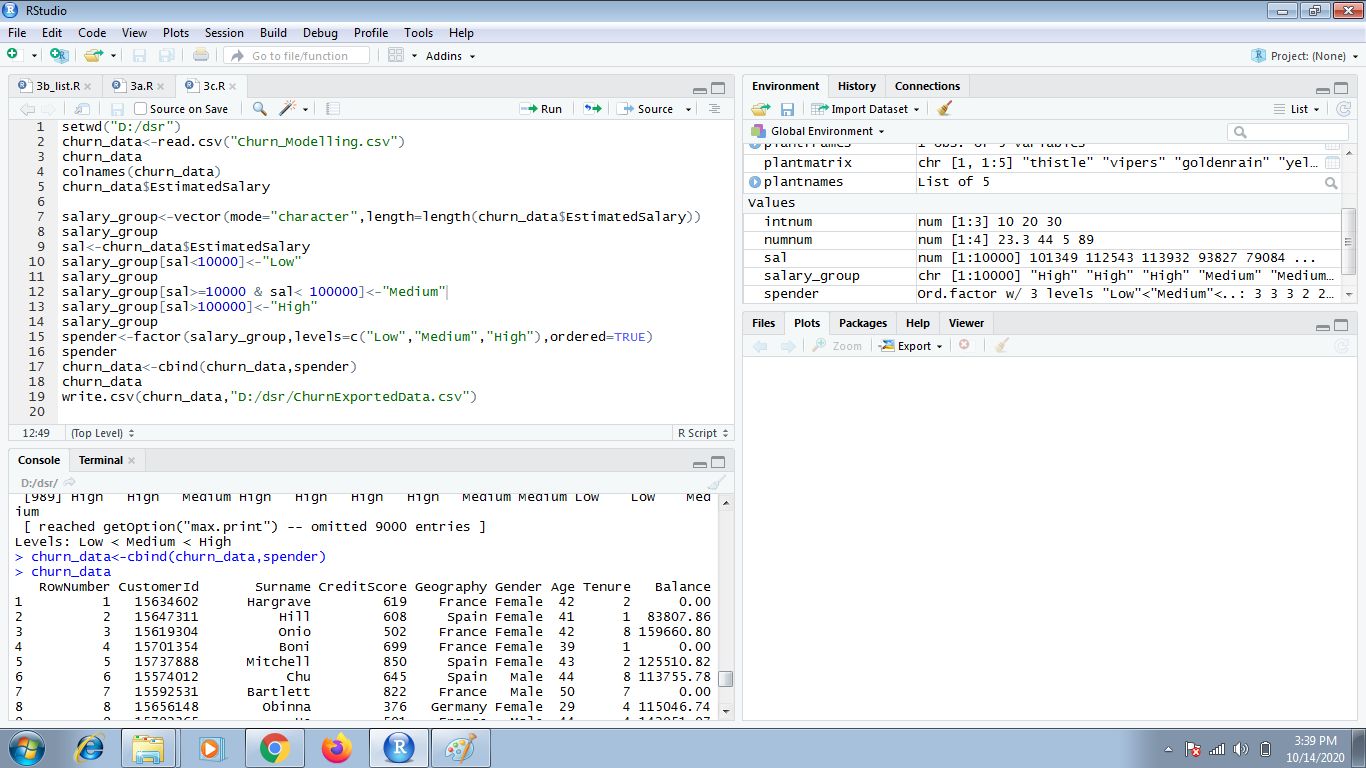 RStudio
File Edit Code View Plots Session Build Debug Profile Tools Help
Go to file/function Addins Project: (None)
3b_list.R 3a.R 3c.R
Source on Save Run Source
1 setwd("D:/dsr")
2 churn_data<-read.csv("Churn_Modelling.csv")
3 churn_data
4 colnames(churn_data)
5 churn_data$EstimatedSalary
6
7 salary_group<-vector(mode="character",length=length(churn_data$EstimatedSalary))
8 salary_group
9 sal<-churn_data$EstimatedSalary
10 salary_group[sal<10000]<-"Low"
11 salary_group
12 salary_group[sal>=10000 & sal< 100000]<-"Medium"
13 salary_group[sal>100000]<-"High"
14 salary_group
15 spender<-factor(salary_group,levels=c("Low","Medium","High"),ordered=TRUE)
16 spender
17 churn_data<-cbind(churn_data,spender)
18 churn_data
19 write.csv(churn_data,"D:/dsr/ChurnExportedData.csv")
20
12:49 (Top Level) R Script
Console Terminal
D:/dsr/
[989] High High Medium High High High High Medium Medium Low Low Med
ium
[ reached getOption("max.print") -- omitted 9000 entries ]
Levels: Low < Medium < High
> churn_data<-cbind(churn_data,spender)
> churn_data
RowNumber CustomerId Surname CreditScore Geography Gender Age Tenure Balance
1 1 15634602 Hargrave 619 France Female 42 2 0.00
2 2 15647311 Hill 608 Spain Female 41 1 83807.86
3 3 15619304 Onio 502 France Female 42 8 159660.80
4 4 15701354 Boni 699 France Female 39 1 0.00
5 5 15737888 Mitchell 850 Spain Female 43 2 125510.82
6 6 15574012 Chu 645 Spain Male 44 8 113755.78
7 7 15592531 Bartlett 822 France Male 50 7 0.00
8 8 15656148 Obinna 376 Germany Female 29 4 115046.74
Environment History Connections
Import Dataset List
Global Environment
plantmatrix chr [1, 1:5] "thistle" "vipers" "goldenrain" "yel…
plantnames List of 5
Values
intnum num [1:3] 10 20 30
numnum num [1:4] 23.3 44 5 89
sal num [1:10000] 101349 112543 113932 93827 79084 ...
salary_group chr [1:10000] "High" "High" "High" "Medium" "Medium…
spender Ord.factor w/ 3 levels "Low"<"Medium"<..: 3 3 3 2 2…
Files Plots Packages Help Viewer
Zoom Export
3:39 PM
10/14/2020